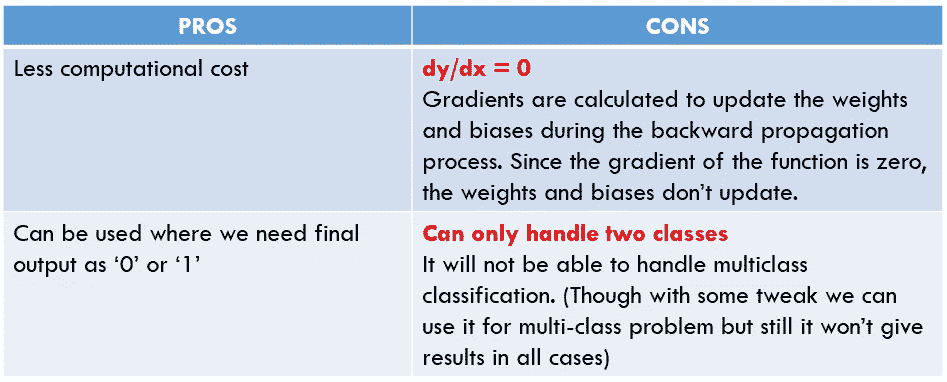 PROS
CONS
Less computational cost
dy/dx = 0
Gradients are calculated to update the weights
and biases during the backward propagation
process. Since the gradient of the function is zero,
the weights and biases don’t update.
Can be used where we need final
output as ‘0’ or ‘1’
Can only handle two classes
It will not be able to handle multiclass
classification. (Though with some tweak we can
use it for multi-class problem but still it won’t give
results in all cases)